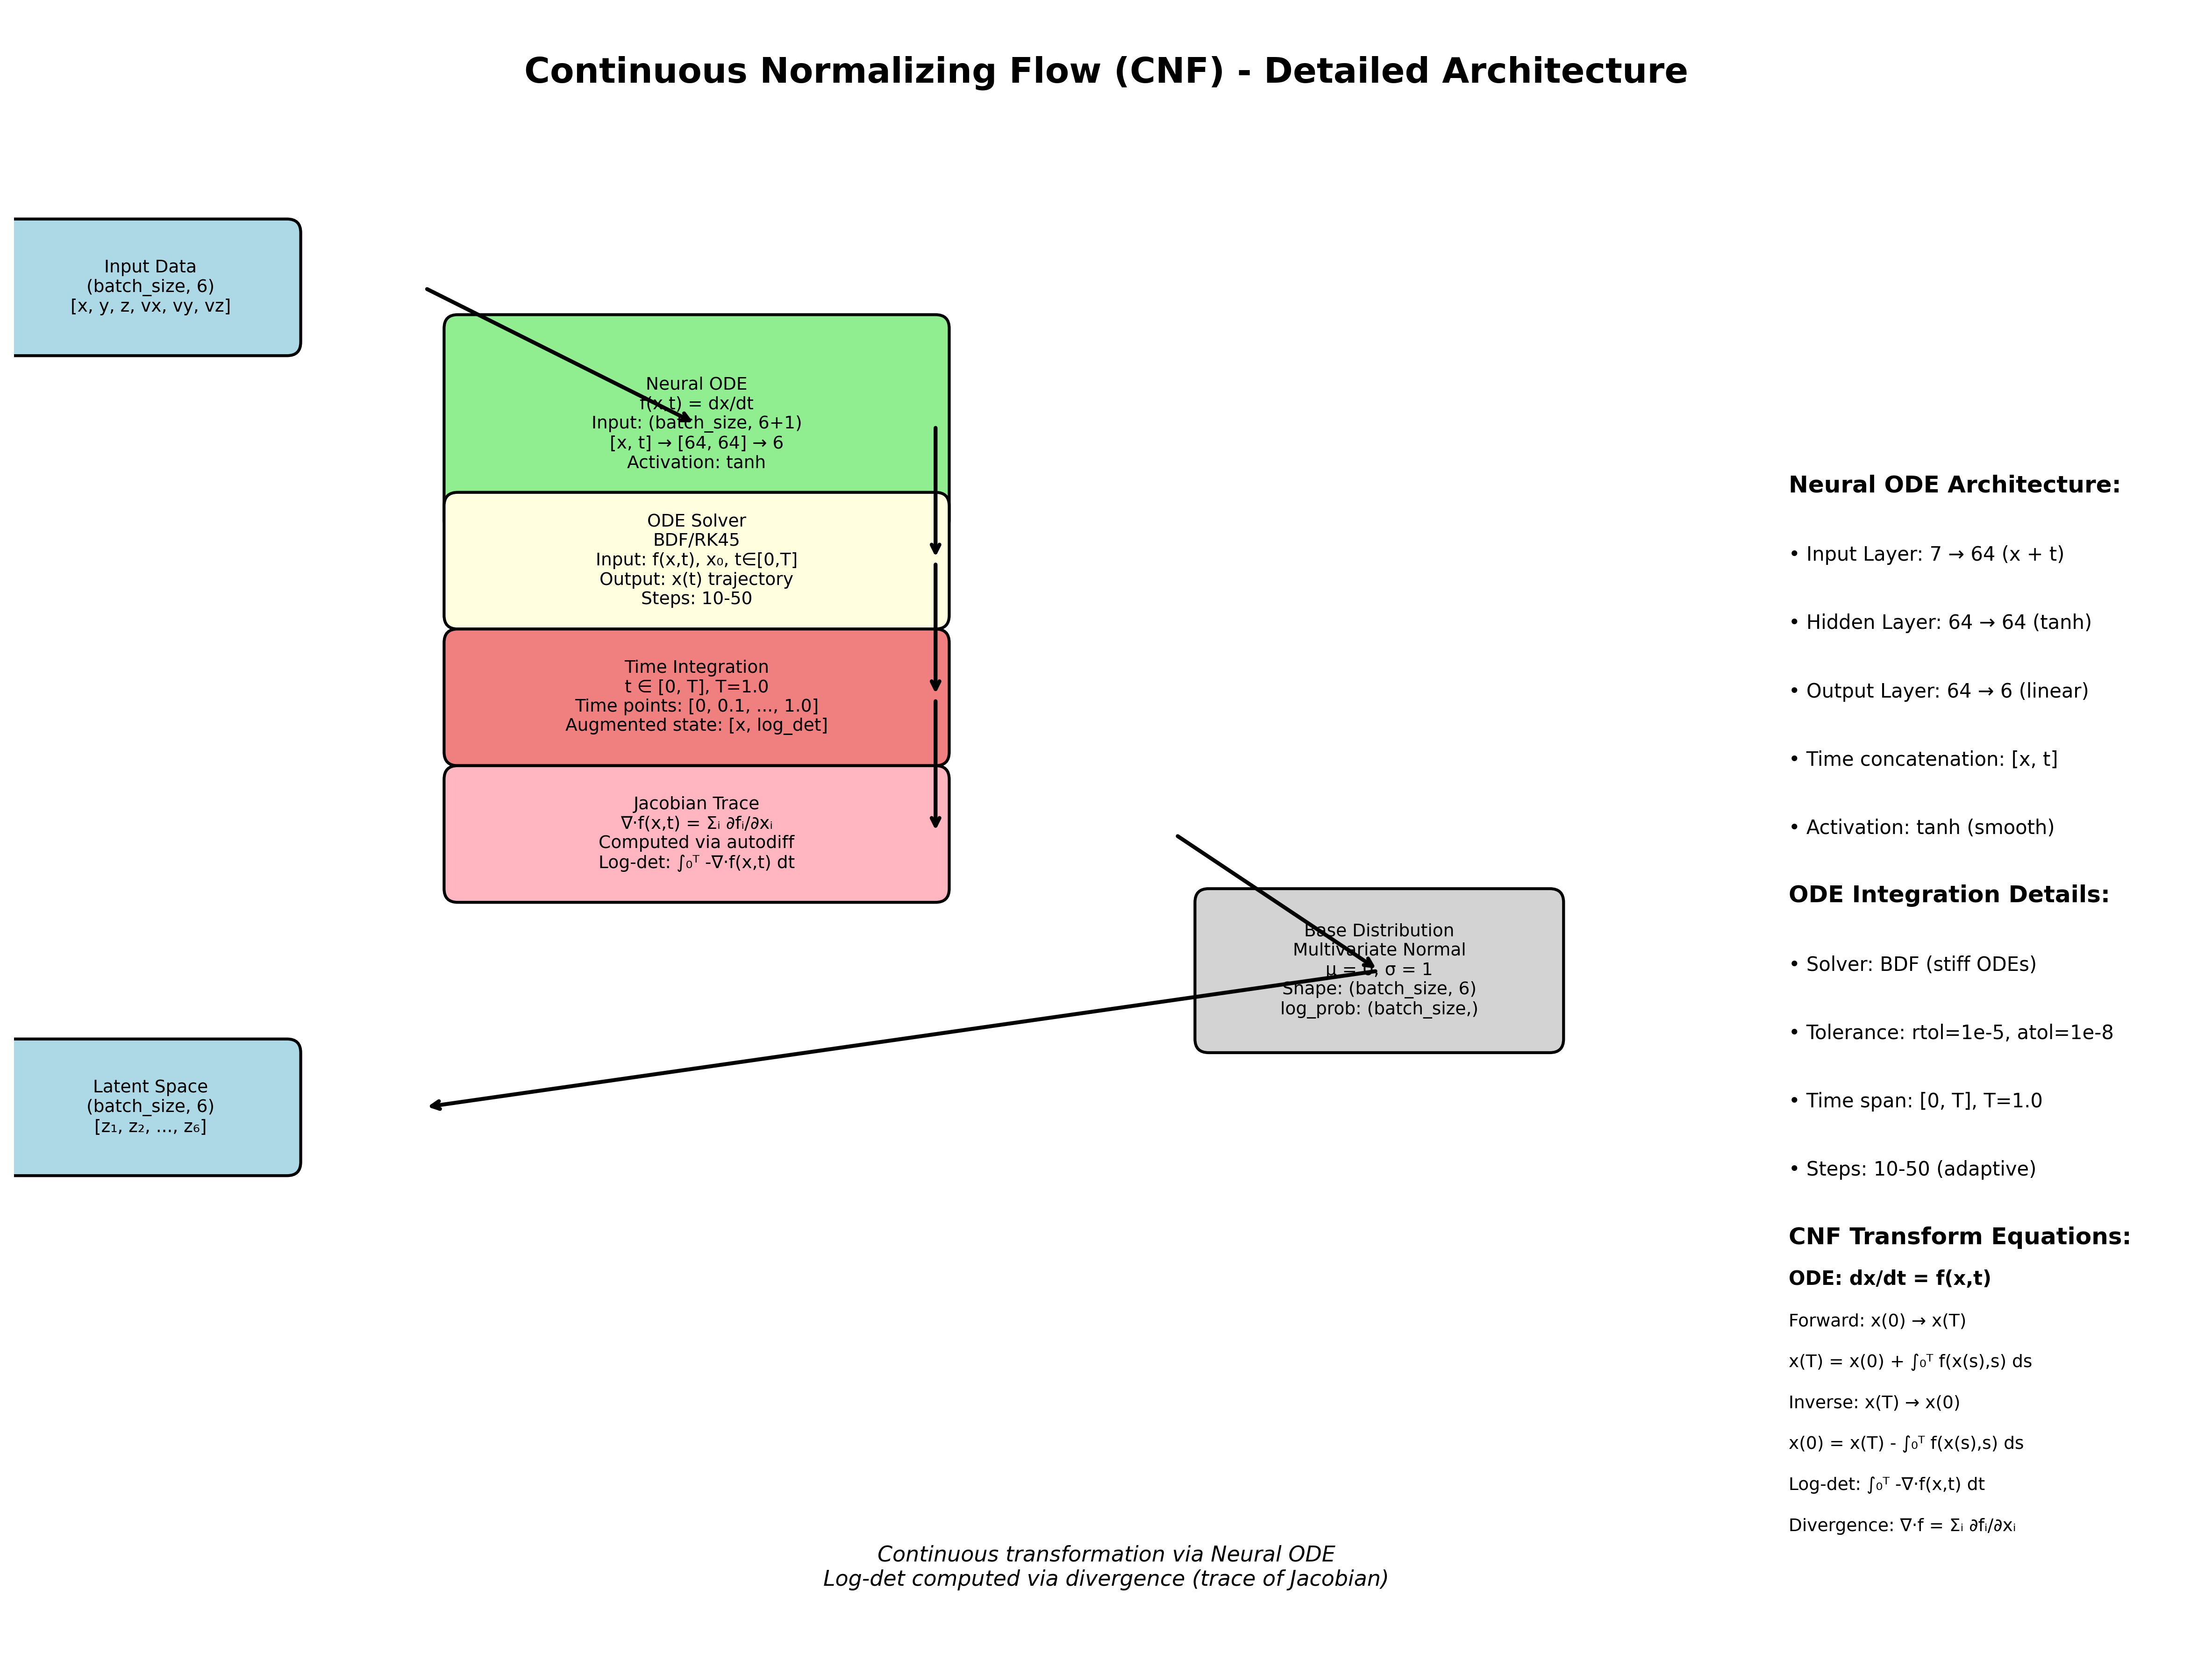 Continuous Normalizing Flow (CNF) - Detailed Architecture
Input Data
(batch_size, 6)
[x, y, z, vx, vy, vz]
Neural ODE
f(x,t) = dx/dt
Input: (batch_size, 6+1)
[x, t] → [64, 64] → 6
Activation: tanh
ODE Solver
BDF/RK45
Input: f(x,t), x₀, t∈[0,T]
Output: x(t) trajectory
Steps: 10-50
Time Integration
t ∈ [0, T], T=1.0
Time points: [0, 0.1, ..., 1.0]
Augmented state: [x, log_det]
Jacobian Trace
∇·f(x,t) = Σᵢ ∂fᵢ/∂xᵢ
Computed via autodiff
Log-det: ∫₀ᵀ -∇·f(x,t) dt
Base Distribution
Multivariate Normal
μ = 0, σ = 1
Shape: (batch_size, 6)
log_prob: (batch_size,)
Latent Space
(batch_size, 6)
[z₁, z₂, ..., z₆]
Neural ODE Architecture:
• Input Layer: 7 → 64 (x + t)
• Hidden Layer: 64 → 64 (tanh)
• Output Layer: 64 → 6 (linear)
• Time concatenation: [x, t]
• Activation: tanh (smooth)
ODE Integration Details:
• Solver: BDF (stiff ODEs)
• Tolerance: rtol=1e-5, atol=1e-8
• Time span: [0, T], T=1.0
• Steps: 10-50 (adaptive)
CNF Transform Equations:
ODE: dx/dt = f(x,t)
Forward: x(0) → x(T)
x(T) = x(0) + ∫₀ᵀ f(x(s),s) ds
Inverse: x(T) → x(0)
x(0) = x(T) - ∫₀ᵀ f(x(s),s) ds
Log-det: ∫₀ᵀ -∇·f(x,t) dt
Divergence: ∇·f = Σᵢ ∂fᵢ/∂xᵢ
Continuous transformation via Neural ODE
Log-det computed via divergence (trace of Jacobian)